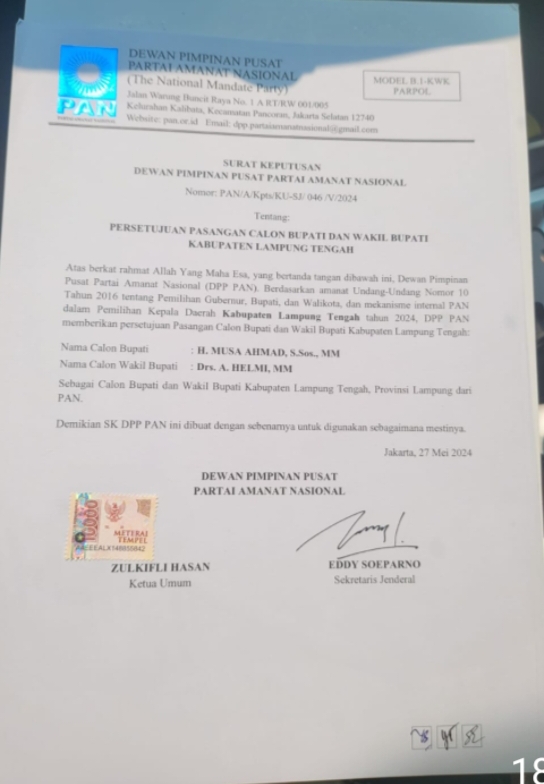 DEWAN PIMPINAN PUSAT
PARTAI AMANAT NASIONAL
(The National Mandate Party)
Jalan Warung Buncit Raya No. 1 A RT/RW 001/005
Kelurahan Kalibata, Kecamatan Pancoran, Jakarta Selatan 12740
Website: pan.or.id Email: dpp.partaiamanatnasional@gmail.com
PAN
PARTAI AMANAT NASIONAL
MODEL B.1-KWK
PARPOL
SURAT KEPUTUSAN
DEWAN PIMPINAN PUSAT PARTAI AMANAT NASIONAL
Nomor: PAN/A/Kpts/KU-SJ/ 046 /V/2024
Tentang:
PERSETUJUAN PASANGAN CALON BUPATI DAN WAKIL BUPATI
KABUPATEN LAMPUNG TENGAH
Atas berkat rahmat Allah Yang Maha Esa, yang bertanda tangan dibawah ini, Dewan Pimpinan
Pusat Partai Amanat Nasional (DPP PAN). Berdasarkan amanat Undang-Undang Nomor 10
Tahun 2016 tentang Pemilihan Gubernur, Bupati, dan Walikota, dan mekanisme internal PAN
dalam Pemilihan Kepala Daerah Kabupaten Lampung Tengah tahun 2024, DPP PAN
memberikan persetujuan Pasangan Calon Bupati dan Wakil Bupati Kabupaten Lampung Tengah:
Nama Calon Bupati : H. MUSA AHMAD, S.Sos., MM
Nama Calon Wakil Bupati : Drs. A. HELMI, MM
Sebagai Calon Bupati dan Wakil Bupati Kabupaten Lampung Tengah, Provinsi Lampung dari
PAN.
Demikian SK DPP PAN ini dibuat dengan sebenarnya untuk digunakan sebagaimana mestinya.
Jakarta, 27 Mei 2024
DEWAN PIMPINAN PUSAT
PARTAI AMANAT NASIONAL
10000
METERAI
TEMPEL
ZULKIFLI HASAN
Ketua Umum
EDDY SOEPARNO
Sekretaris Jenderal
18